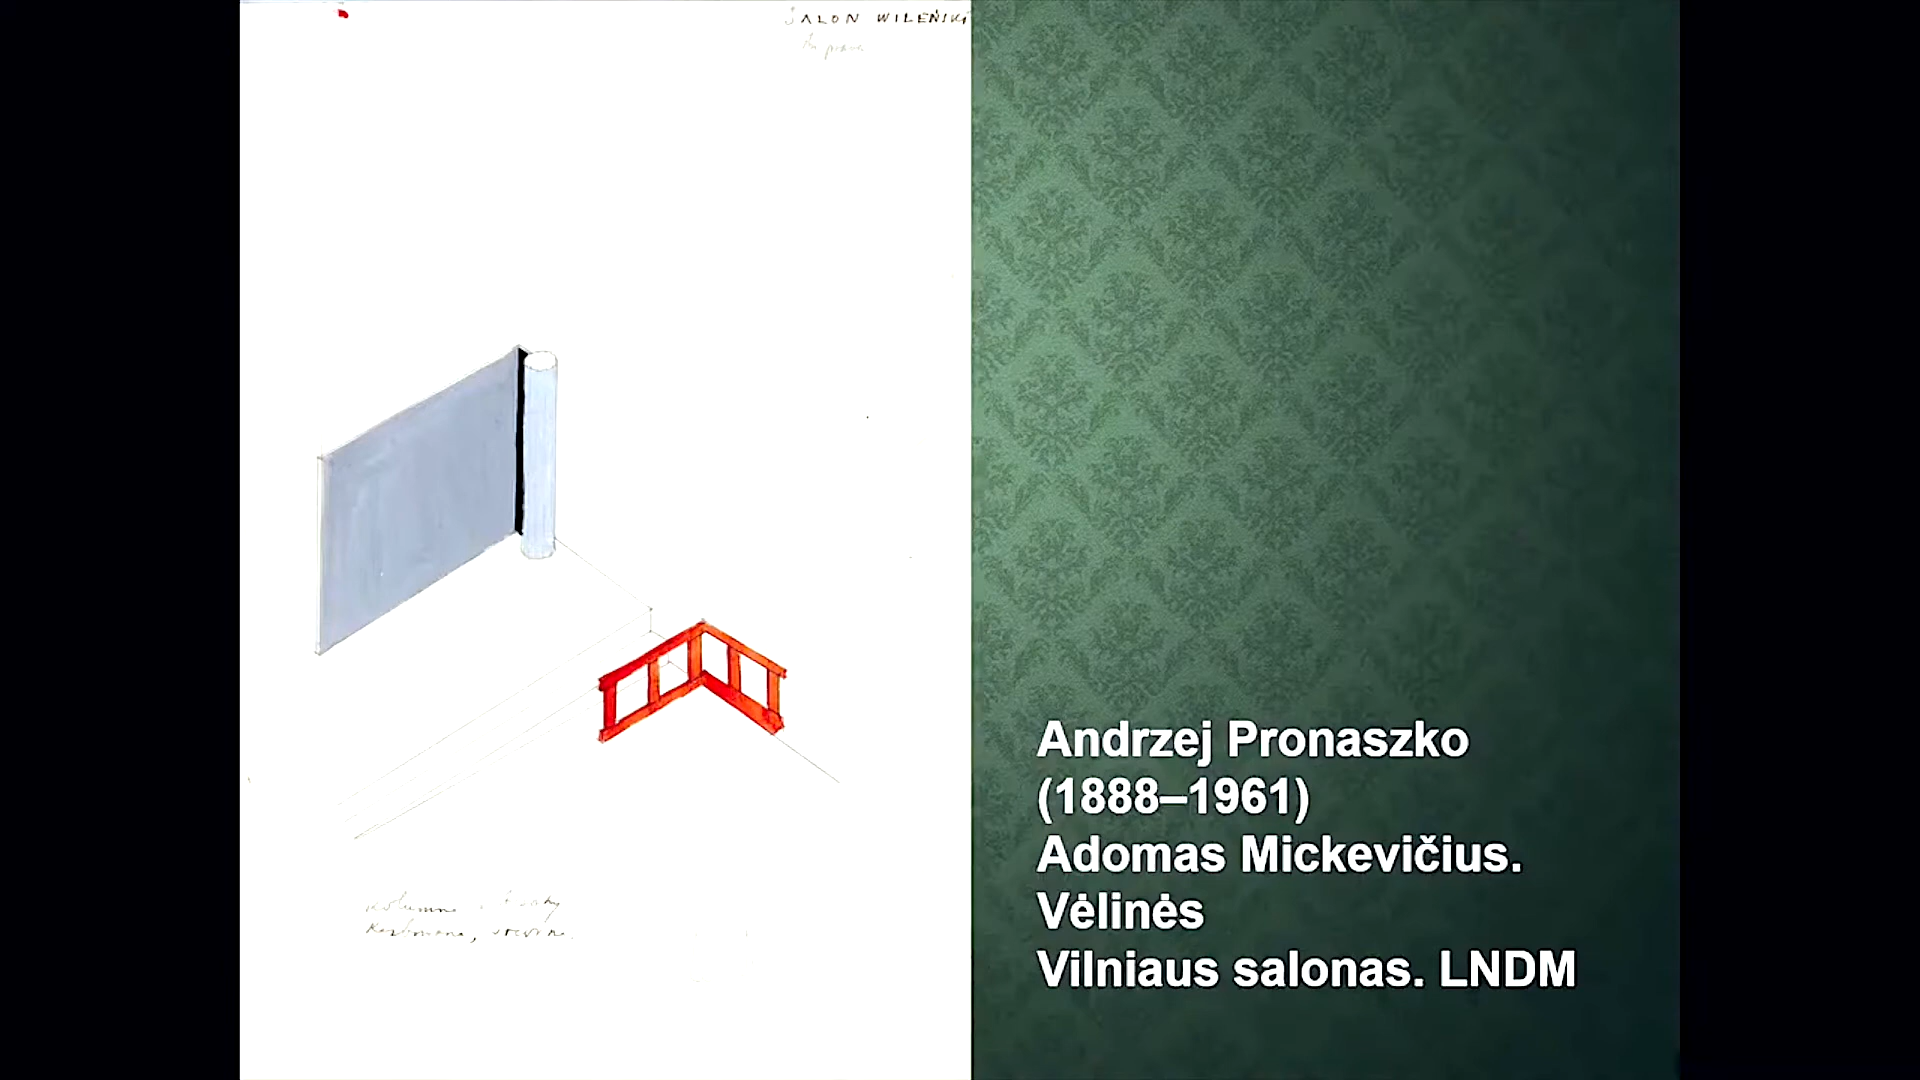 SALON WILEŃSKI
Andrzej Pronaszko
(1888–1961)
Adomas Mickevičius.
Vėlinės
Vilniaus salonas. LNDM